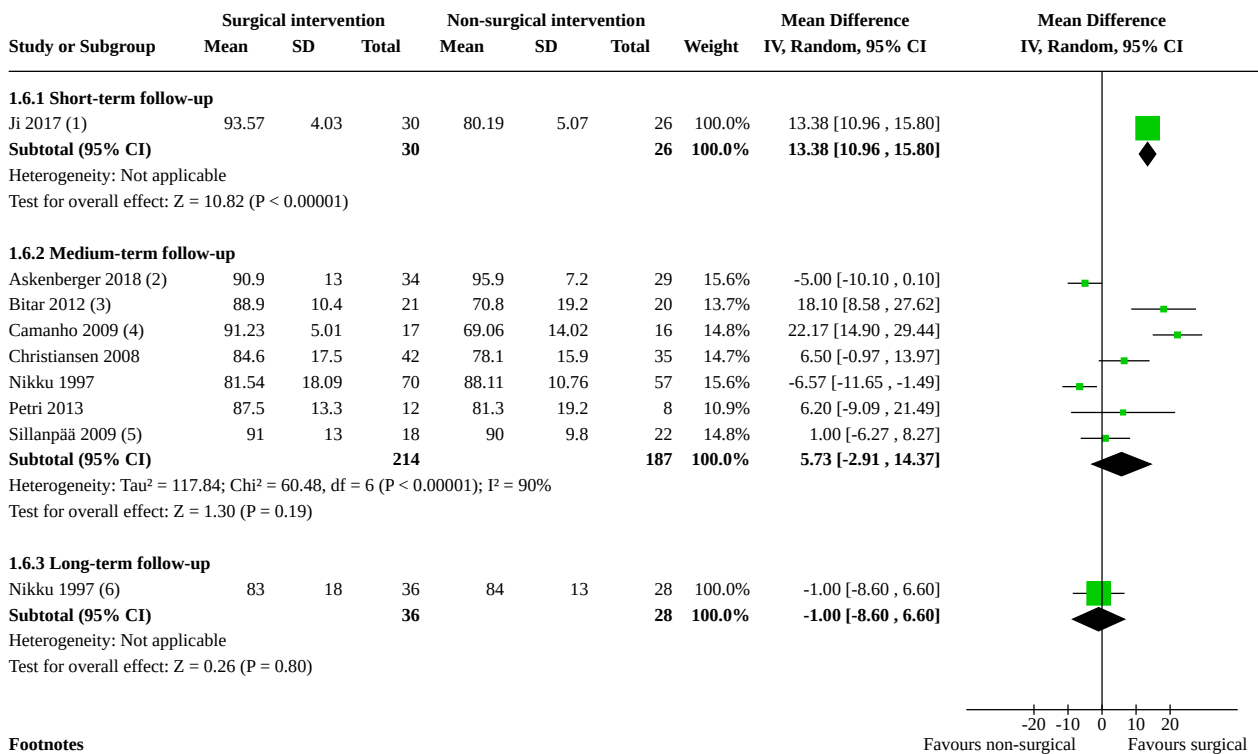 Surgical intervention Non-surgical intervention Mean Difference Mean Difference
Study or Subgroup Mean SD Total Mean SD Total Weight IV, Random, 95% CI IV, Random, 95% CI
1.6.1 Short-term follow-up
Ji 2017 (1) 93.57 4.03 30 80.19 5.07 26 100.0% 13.38 [10.96 , 15.80]
Subtotal (95% CI) 30 26 100.0% 13.38 [10.96 , 15.80]
Heterogeneity: Not applicable
Test for overall effect: Z = 10.82 (P < 0.00001)
1.6.2 Medium-term follow-up
Askenberger 2018 (2) 90.9 13 34 95.9 7.2 29 15.6% -5.00 [-10.10 , 0.10]
Bitar 2012 (3) 88.9 10.4 21 70.8 19.2 20 13.7% 18.10 [8.58 , 27.62]
Camanho 2009 (4) 91.23 5.01 17 69.06 14.02 16 14.8% 22.17 [14.90 , 29.44]
Christiansen 2008 84.6 17.5 42 78.1 15.9 35 14.7% 6.50 [-0.97 , 13.97]
Nikku 1997 81.54 18.09 70 88.11 10.76 57 15.6% -6.57 [-11.65 , -1.49]
Petri 2013 87.5 13.3 12 81.3 19.2 8 10.9% 6.20 [-9.09 , 21.49]
Sillanpää 2009 (5) 91 13 18 90 9.8 22 14.8% 1.00 [-6.27 , 8.27]
Subtotal (95% CI) 214 187 100.0% 5.73 [-2.91 , 14.37]
Heterogeneity: Tau² = 117.84; Chi² = 60.48, df = 6 (P < 0.00001); I² = 90%
Test for overall effect: Z = 1.30 (P = 0.19)
1.6.3 Long-term follow-up
Nikku 1997 (6) 83 18 36 84 13 28 100.0% -1.00 [-8.60 , 6.60]
Subtotal (95% CI) 36 28 100.0% -1.00 [-8.60 , 6.60]
Heterogeneity: Not applicable
Test for overall effect: Z = 0.26 (P = 0.80)
-20 -10 0 10 20
Footnotes Favours non-surgical Favours surgical